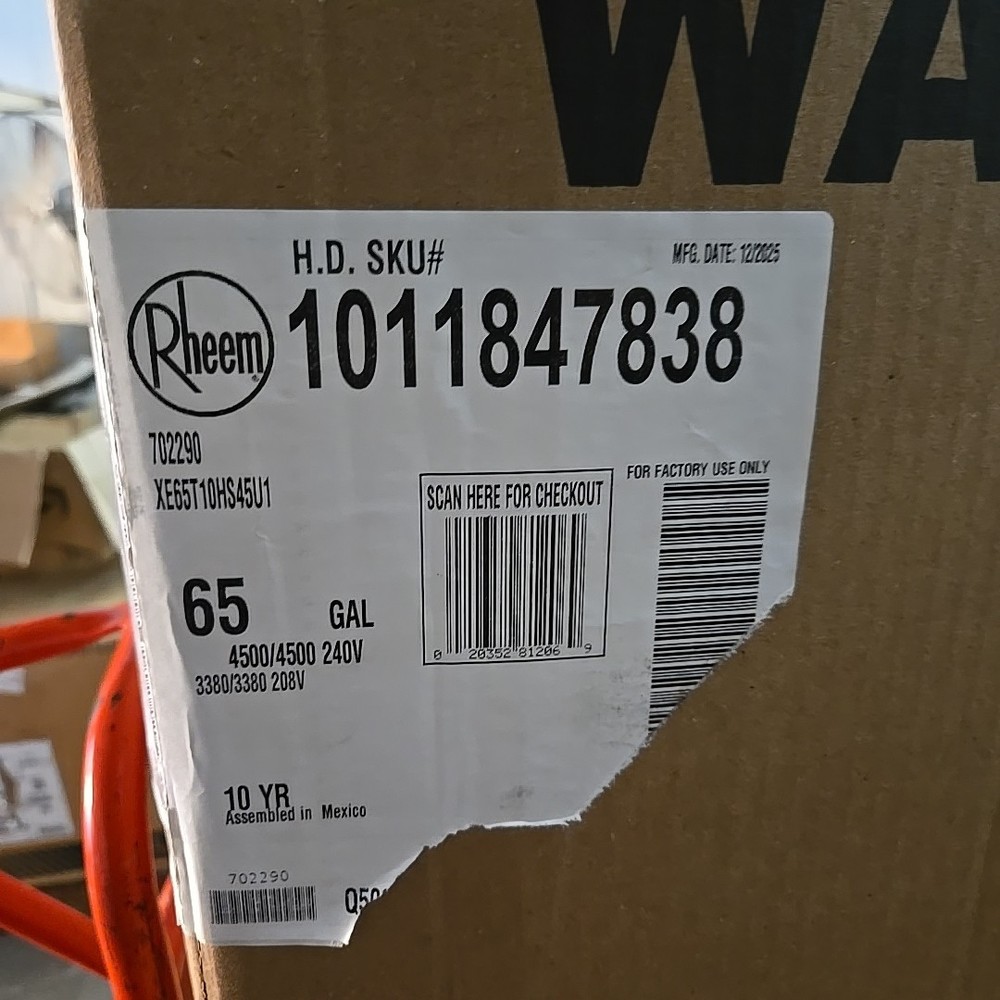 WA
H.D. SKU#
MFG. DATE: 12/2025
Rheem
1011847838
702290
XE65T10HS45U1
FOR FACTORY USE ONLY
SCAN HERE FOR CHECKOUT
0 20352 81206 9
65 GAL
4500/4500 240V
3380/3380 208V
10 YR
Assembled in Mexico
702290